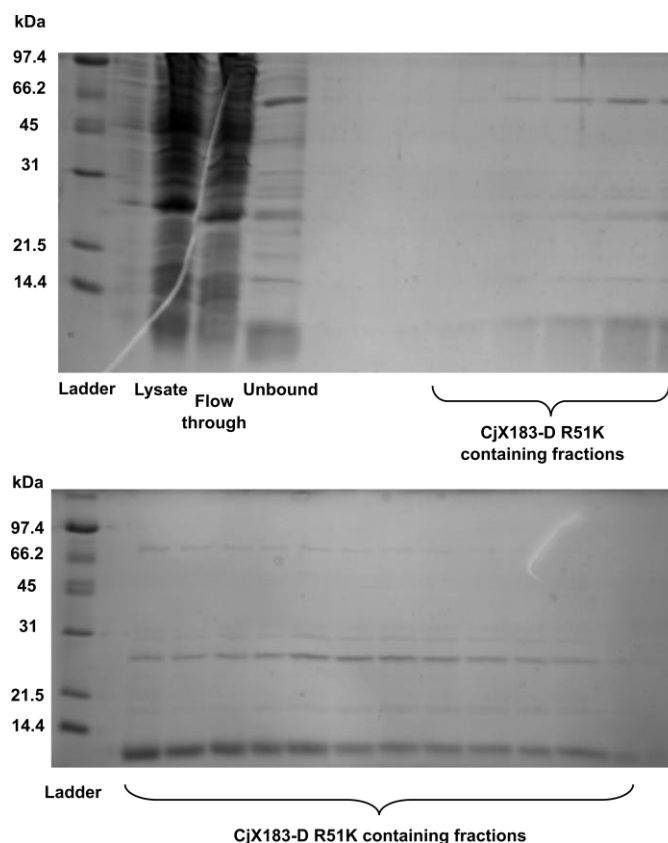 kDa
97.4
66.2
45
31
21.5
14.4
Ladder
Lysate
Flow
through
Unbound
CjX183-D R51K
containing fractions
kDa
97.4
66.2
45
31
21.5
14.4
Ladder
CjX183-D R51K containing fractions